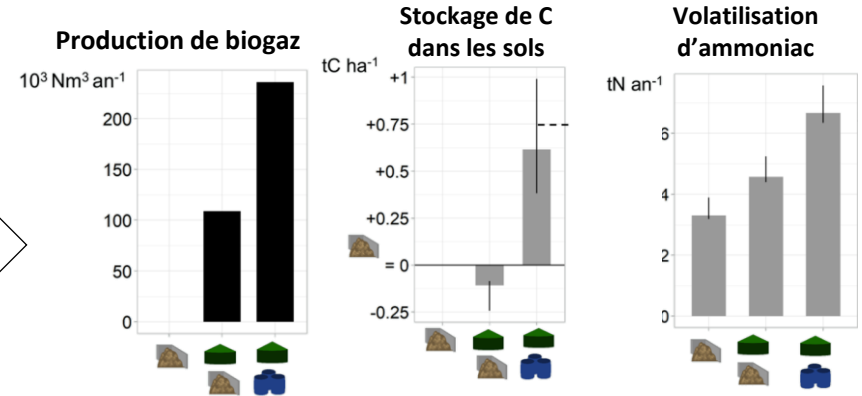 Production de biogaz
10³ Nm³ an⁻¹
200
150
100
50
0
Stockage de C
dans les sols
tC ha⁻¹
+1
+0.75
+0.5
+0.25
= 0
-0.25
Volatilisation
d’ammoniac
tN an⁻¹
6
4
2
0